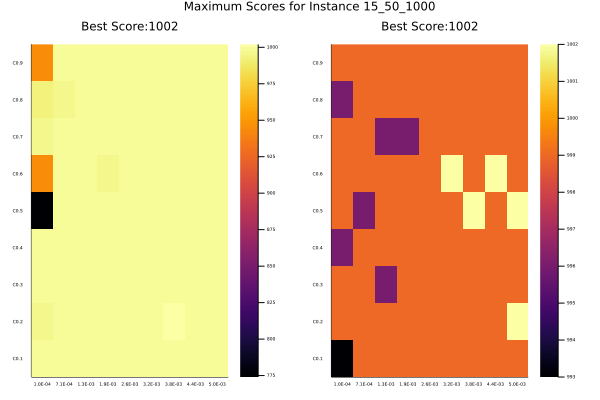 Maximum Scores for Instance 15_50_1000
Best Score:1002
C0.9
C0.8
C0.7
C0.6
C0.5
C0.4
C0.3
C0.2
C0.1
1.0E-04 7.1E-04 1.3E-03 1.9E-03 2.6E-03 3.2E-03 3.8E-03 4.4E-03 5.0E-03
1000
975
950
925
900
875
850
825
800
775
Best Score:1002
C0.9
C0.8
C0.7
C0.6
C0.5
C0.4
C0.3
C0.2
C0.1
1.0E-04 7.1E-04 1.3E-03 1.9E-03 2.6E-03 3.2E-03 3.8E-03 4.4E-03 5.0E-03
1002
1001
1000
999
998
997
996
995
994
993